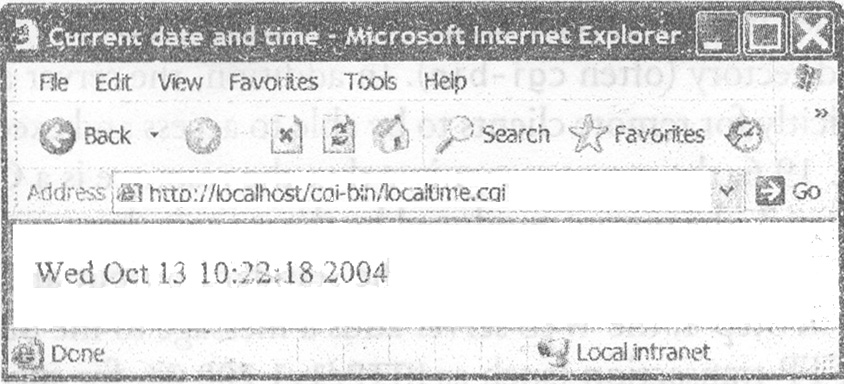 Current date and time - Microsoft Internet Explorer
File Edit View Favorites Tools Help
Back Search Favorites »
Address http://localhost/cgi-bin/localtime.cgi Go
Wed Oct 13 10:22:18 2004
Done Local intranet